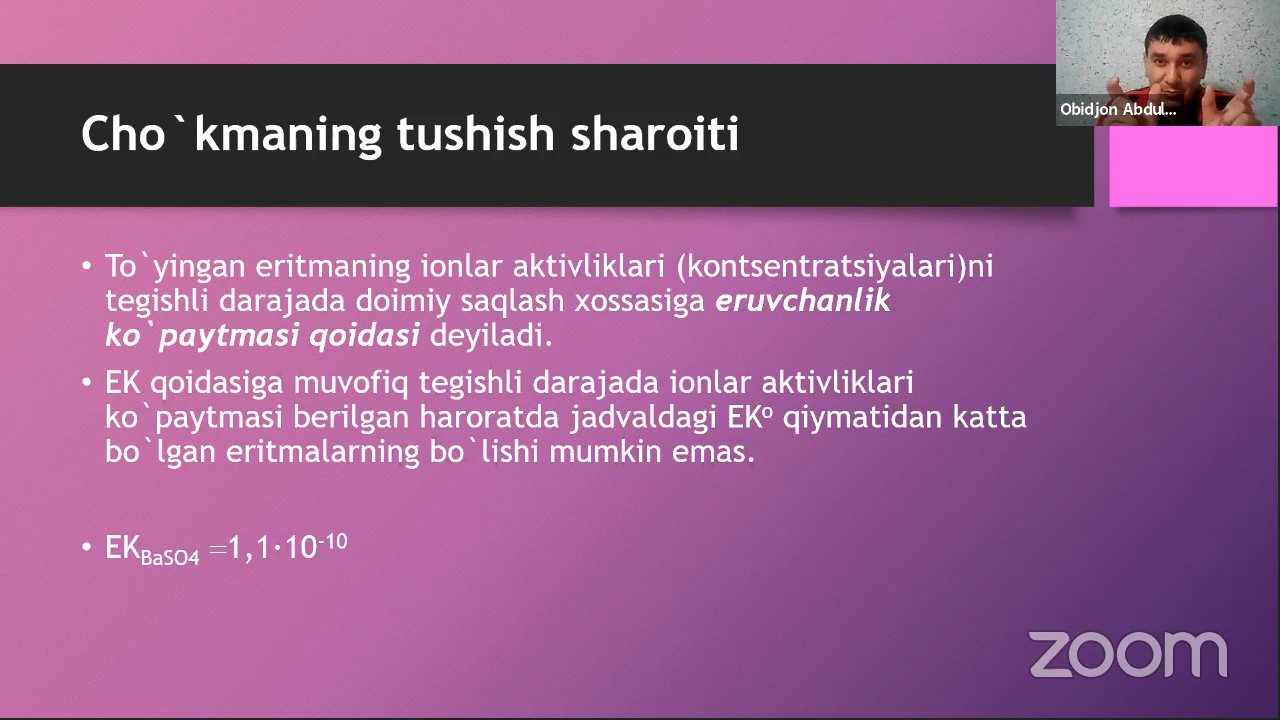 Obidjon Abdul...
Cho`kmaning tushish sharoiti
• To`yingan eritmaning ionlar aktivliklari (kontsentratsiyalari)ni
tegishli darajada doimiy saqlash xossasiga eruvchanlik
ko`paytmasi qoidasi deyiladi.
• EK qoidasiga muvofiq tegishli darajada ionlar aktivliklari
ko`paytmasi berilgan haroratda jadvaldagi EKº qiymatidan katta
bo`lgan eritmalarning bo`lishi mumkin emas.
• EK_BaSO4 =1,1·10⁻¹⁰
zoom